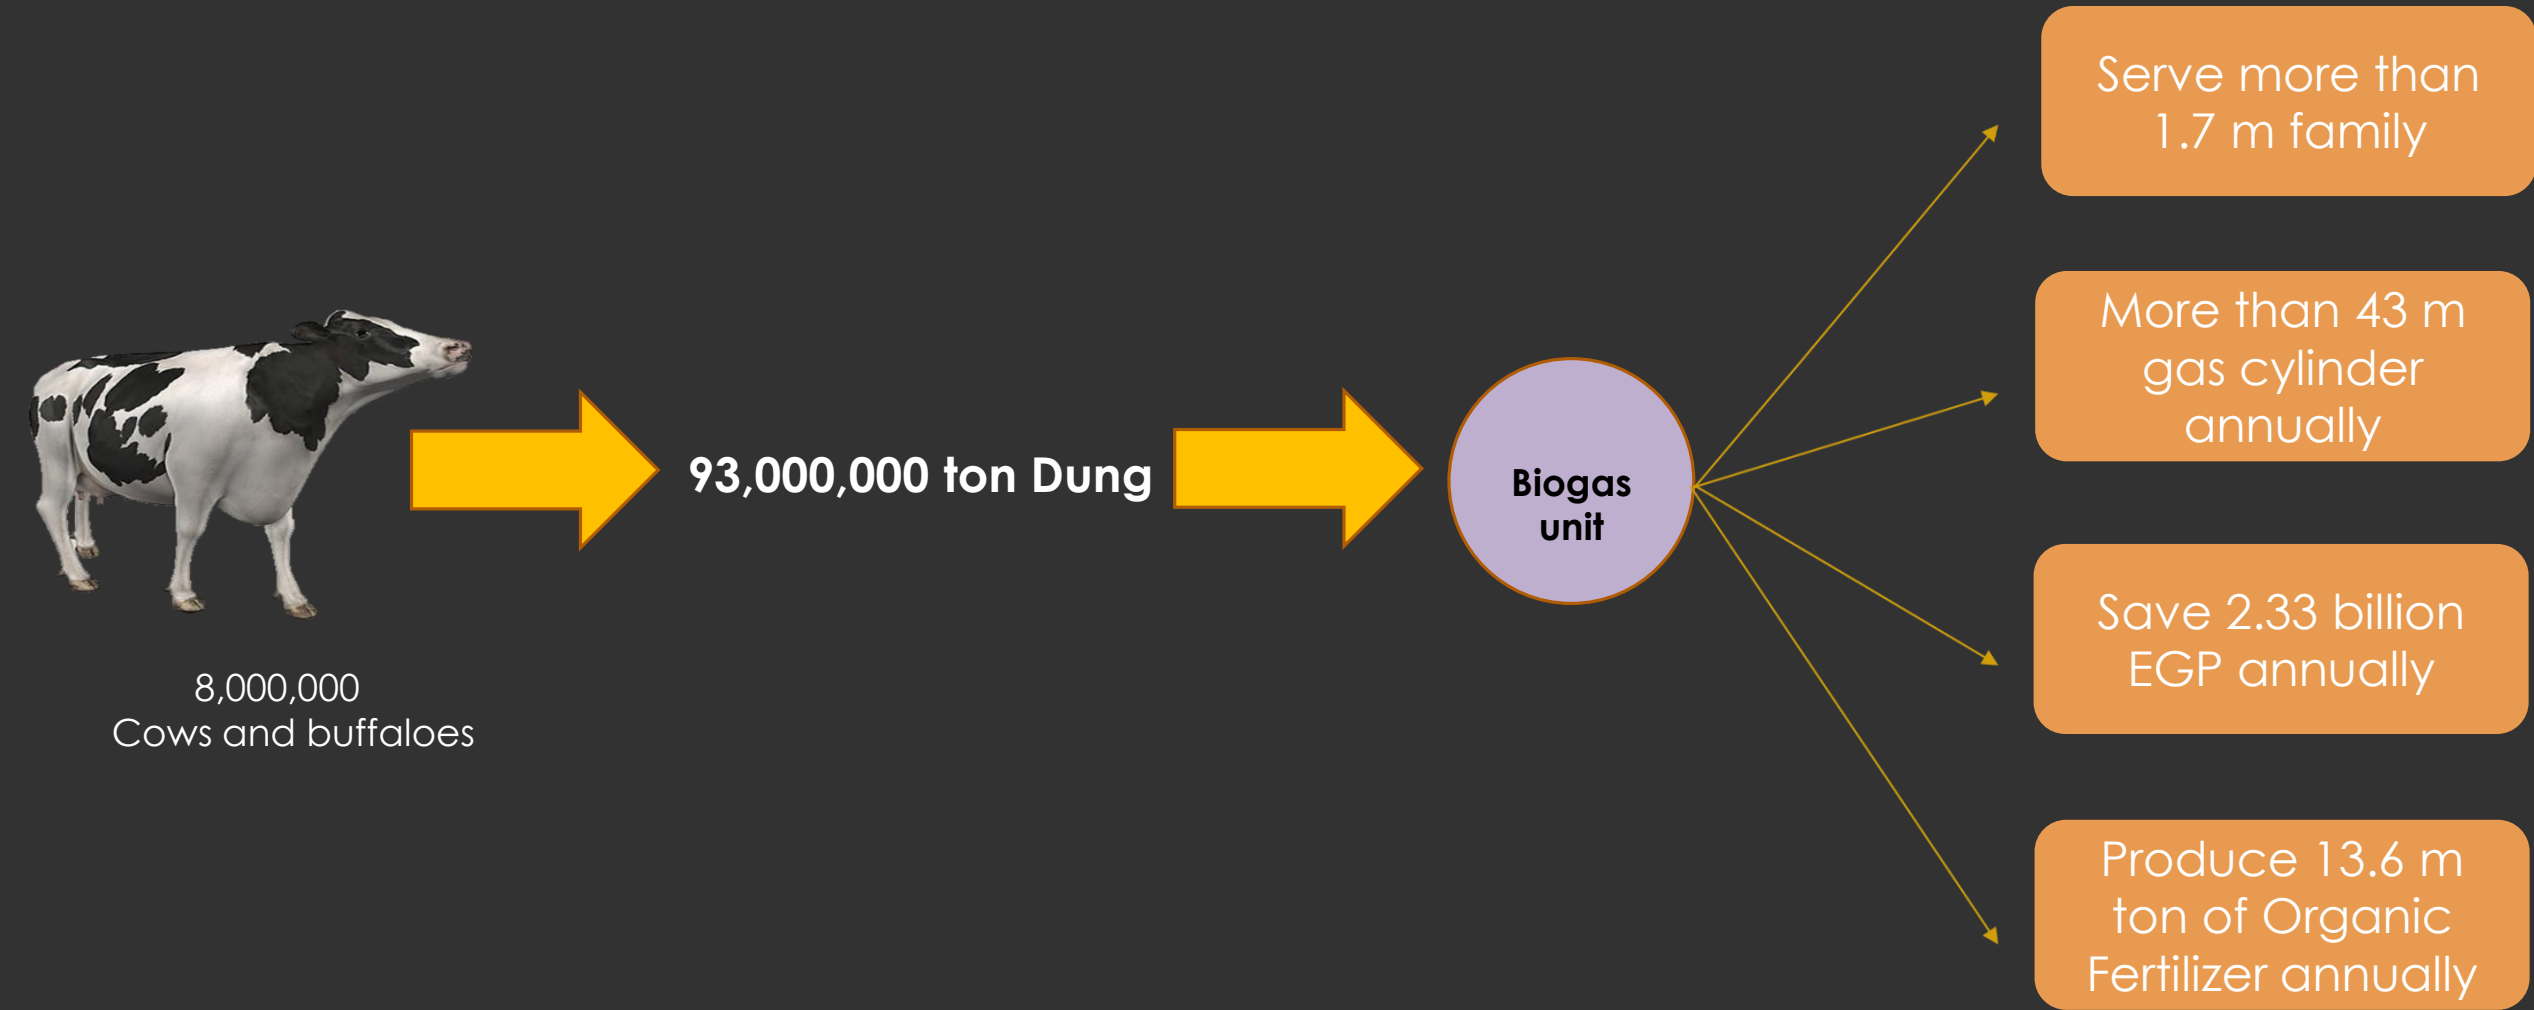 8,000,000
Cows and buffaloes
93,000,000 ton Dung
Biogas
unit
Serve more than
1.7 m family
More than 43 m
gas cylinder
annually
Save 2.33 billion
EGP annually
Produce 13.6 m
ton of Organic
Fertilizer annually